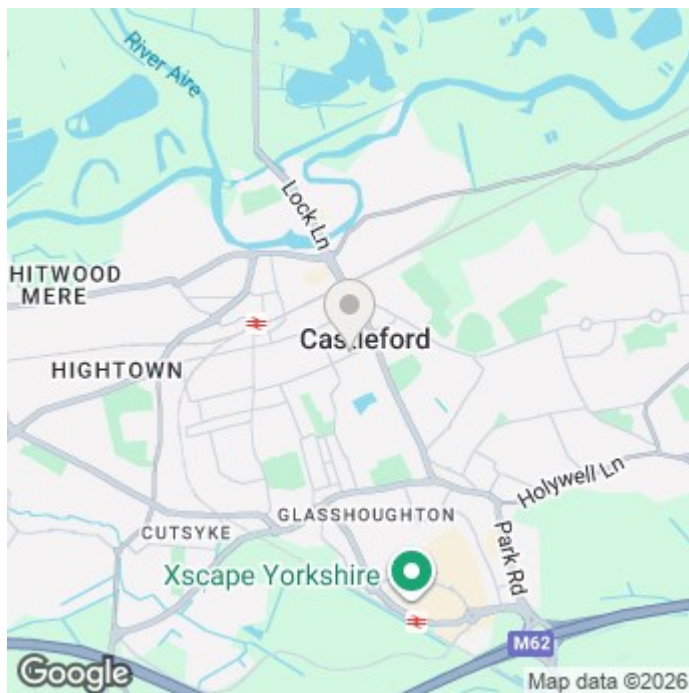 River Aire
Lock Ln
HITWOOD
MERE
Castleford
HIGHTOWN
Holywell Ln
GLASSHOUGHTON
CUTSYKE
Park Rd
Xscape Yorkshire
M62
Google
Map data ©2026